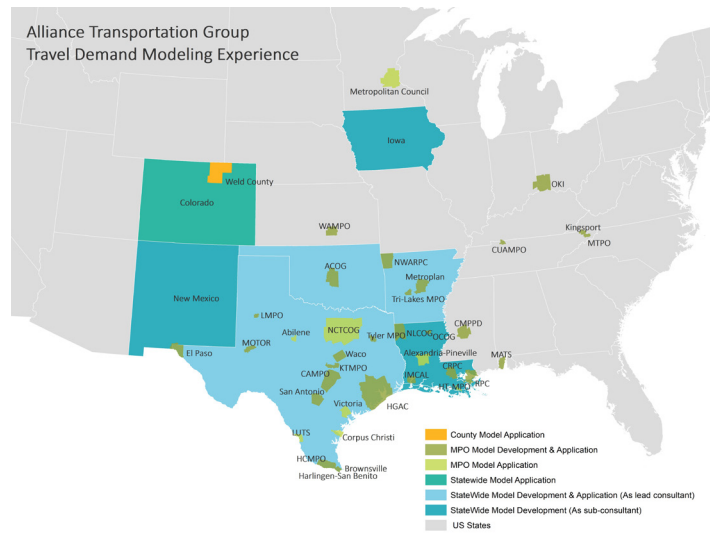 Alliance Transportation Group
Travel Demand Modeling Experience
Metropolitan Council
Iowa
OKI
Weld County
Colorado
WAMPO
Kingsport
MTPO
CUAMPO
ACOG
NWARPC
Metroplan
Tri-Lakes MPO
New Mexico
LMPO
Abilene
NCTCOG
Tyler MPO
NLCOG
OCOG
CMPPD
MOTOR
El Paso
Waco
Alexandria-Pineville
MATS
KTMPO
CAMPO
CRPC
IMCAL
HT MPO
RPC
San Antonio
Victoria
HGAC
LUTS
Corpus Christi
HCMPO
Brownsville
Harlingen-San Benito
County Model Application
MPO Model Development & Application
MPO Model Application
Statewide Model Application
StateWide Model Development & Application (As lead consultant)
StateWide Model Development (As sub-consultant)
US States